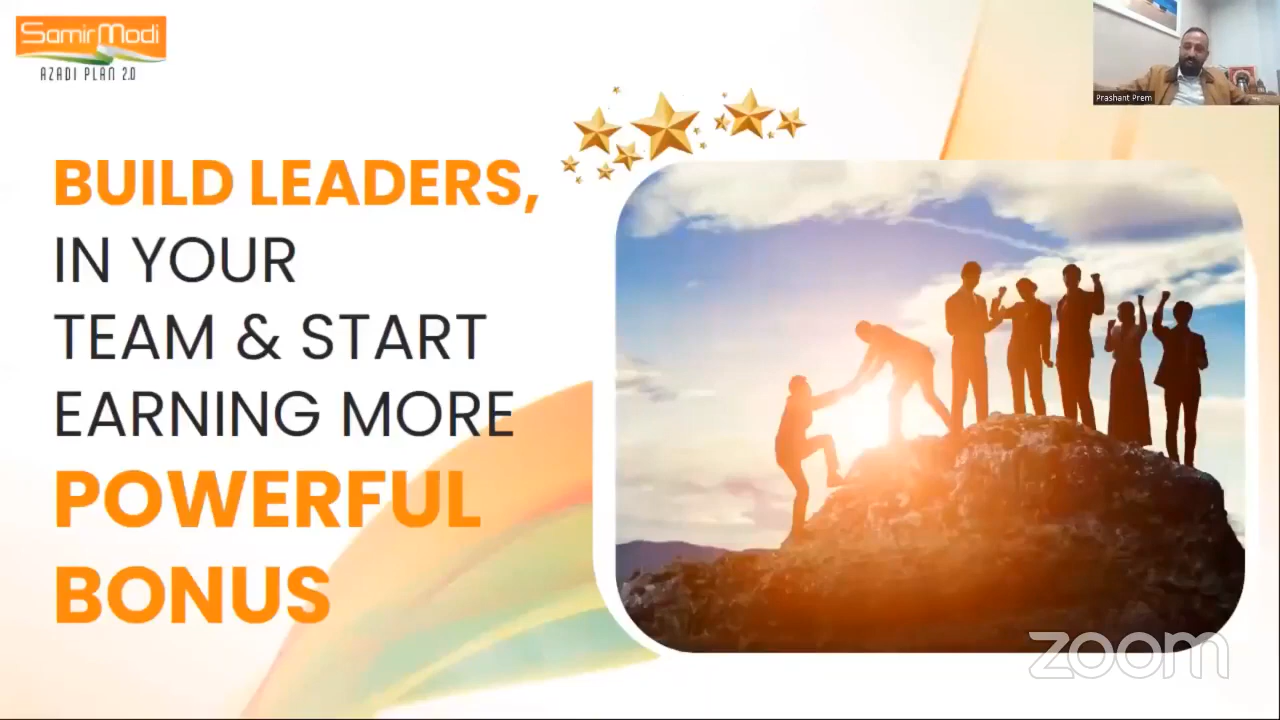 SamirModi
AZADI PLAN 2.0
Prashant Prem
BUILD LEADERS,
IN YOUR
TEAM & START
EARNING MORE
POWERFUL
BONUS
zoom